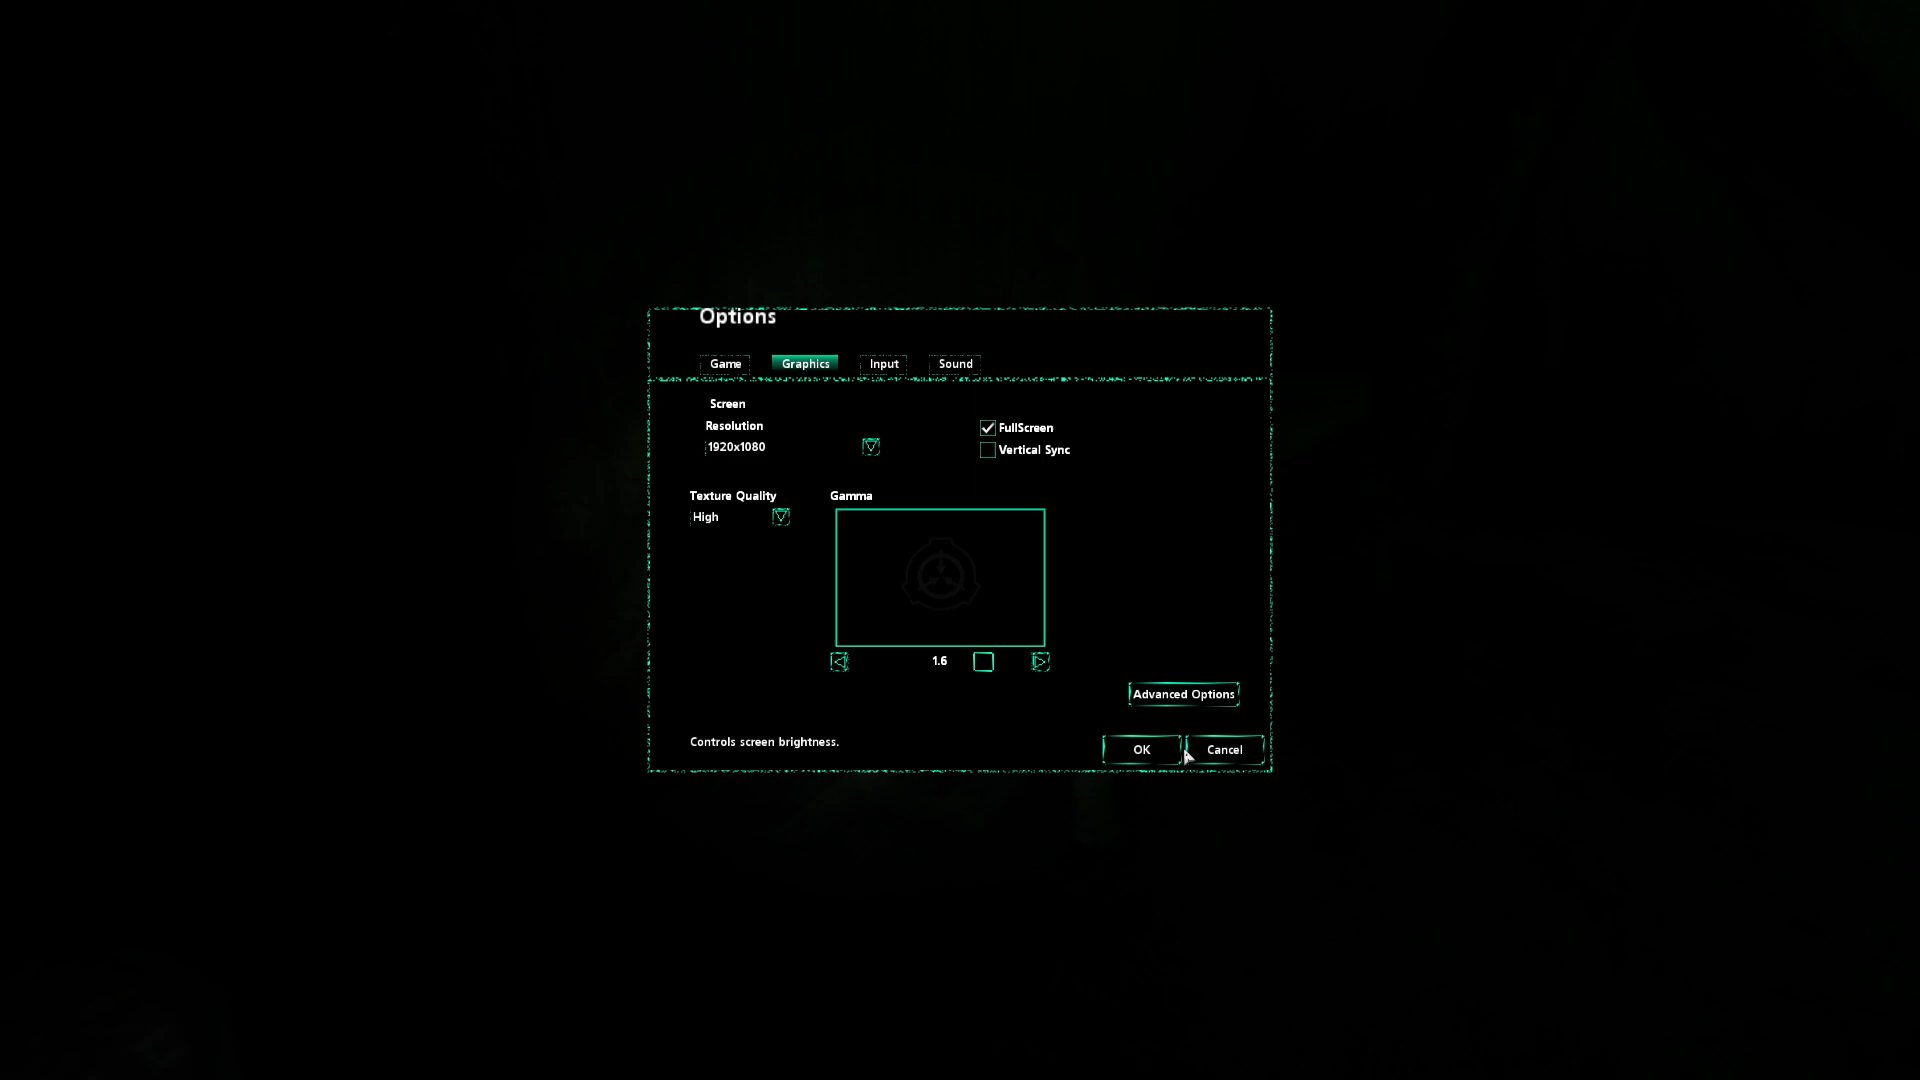 Options
Game Graphics Input Sound
Screen
Resolution
1920x1080
FullScreen
Vertical Sync
Texture Quality
High
Gamma
1.6
Advanced Options
Controls screen brightness.
OK Cancel